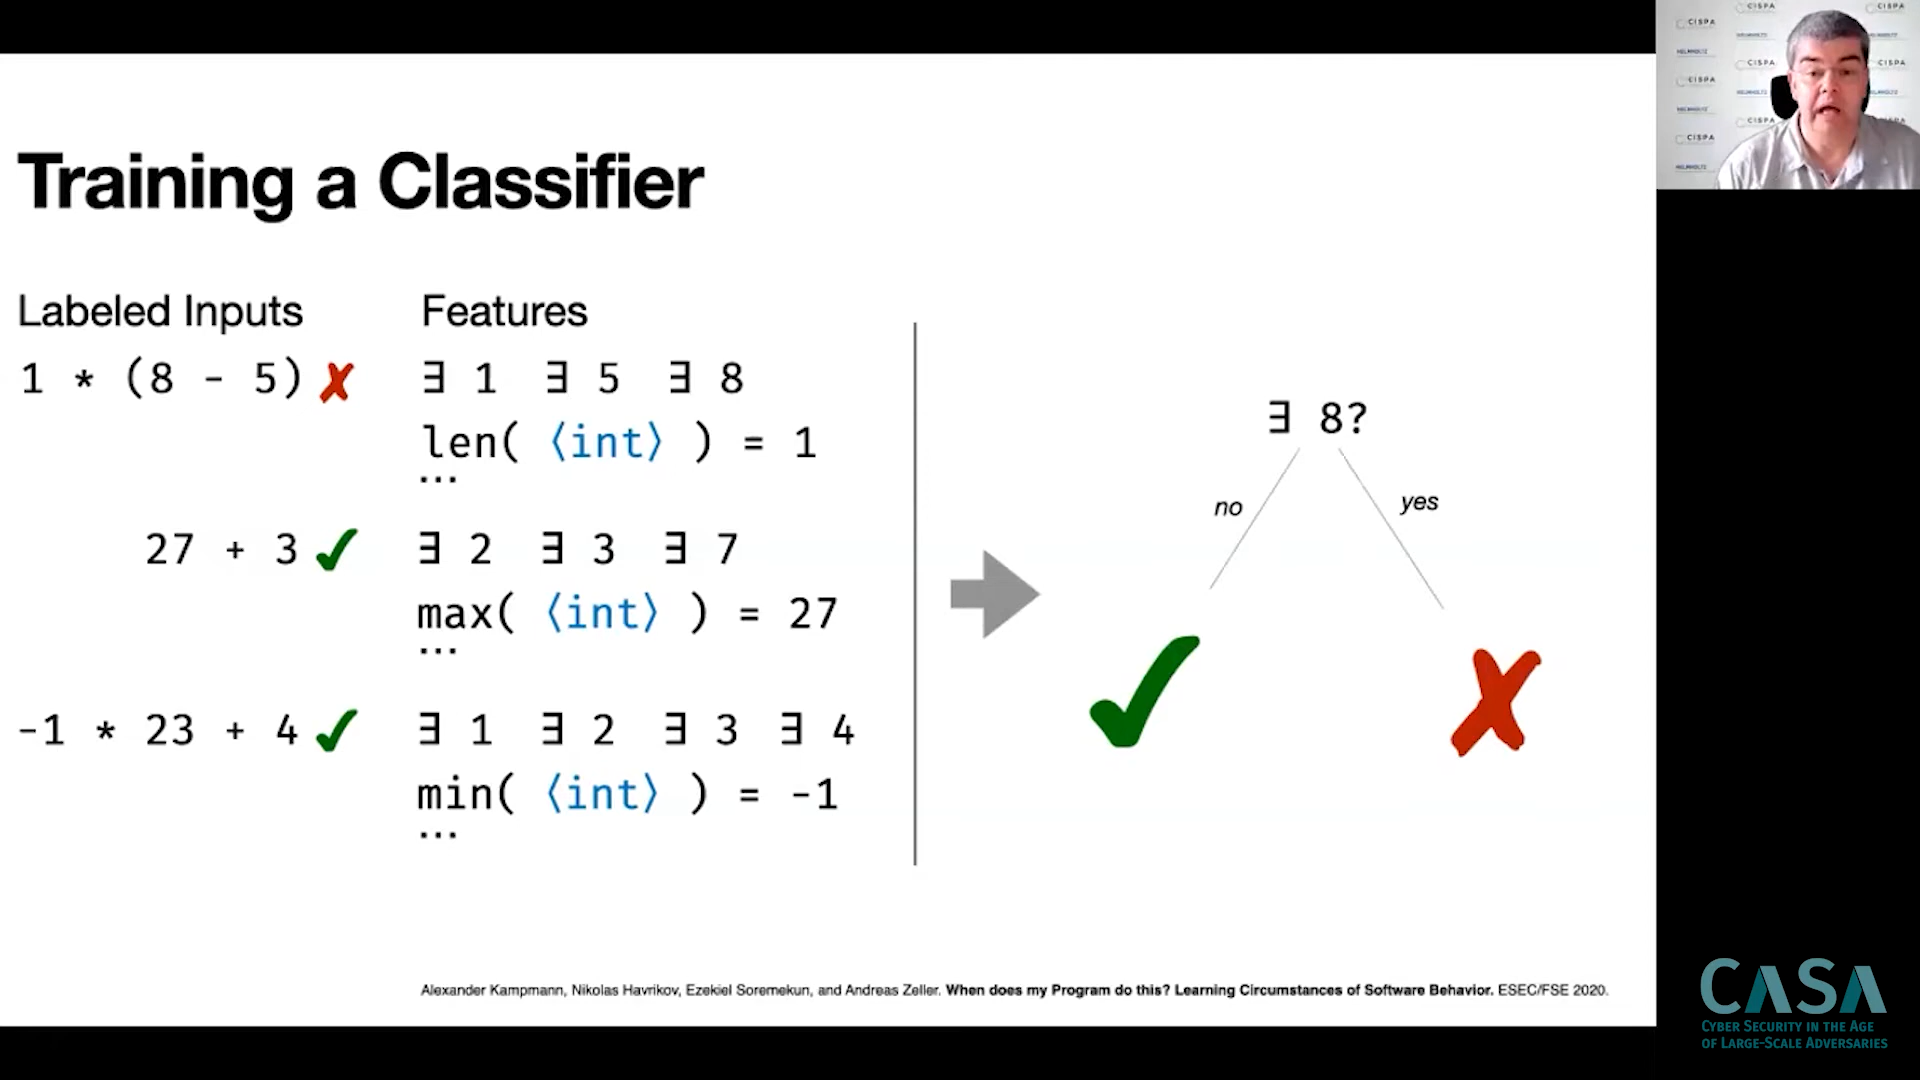 Training a Classifier
Labeled Inputs
Features
1 * (8 - 5) ✘
∃ 1 ∃ 5 ∃ 8
len( ⟨int⟩ ) = 1
...
27 + 3 ✔
∃ 2 ∃ 3 ∃ 7
max( ⟨int⟩ ) = 27
...
-1 * 23 + 4 ✔
∃ 1 ∃ 2 ∃ 3 ∃ 4
min( ⟨int⟩ ) = -1
...
∃ 8?
no
yes
Alexander Kampmann, Nikolas Havrikov, Ezekiel Soremekun, and Andreas Zeller. When does my Program do this? Learning Circumstances of Software Behavior. ESEC/FSE 2020.
CISPA
HELMHOLTZ
CASA
CYBER SECURITY IN THE AGE
OF LARGE-SCALE ADVERSARIES